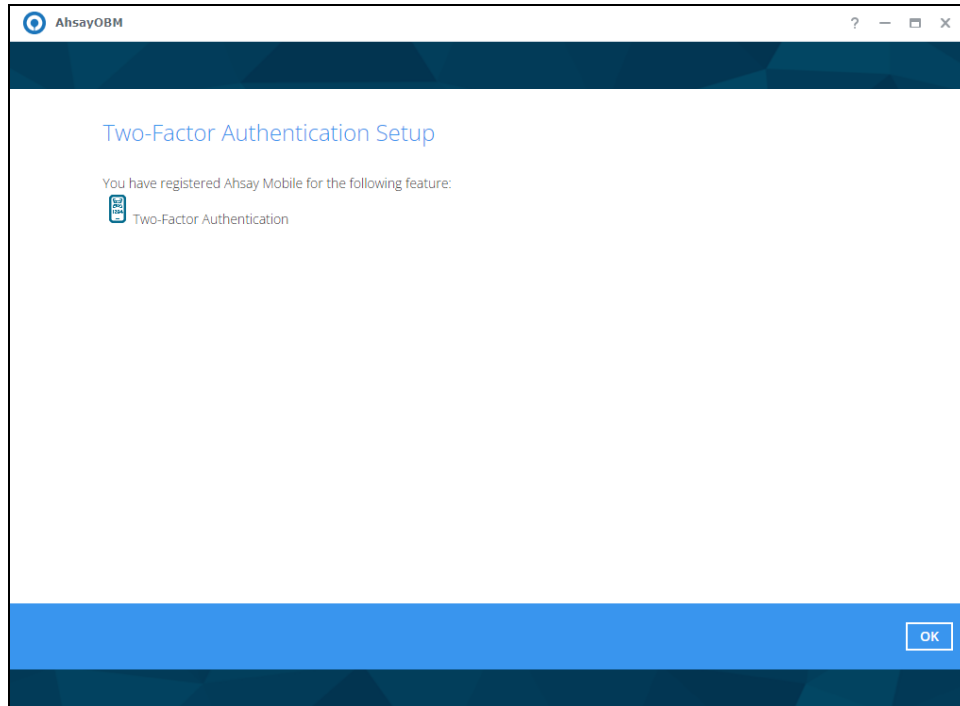 AhsayOBM
Two-Factor Authentication Setup
You have registered Ahsay Mobile for the following feature:
Two-Factor Authentication
OK